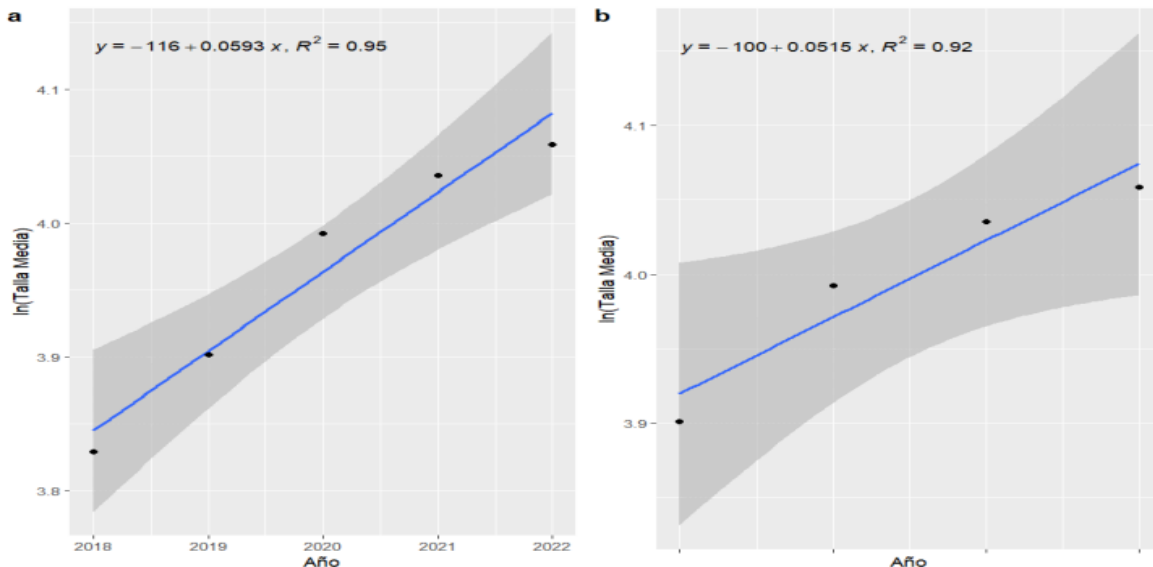 a
y = −116 + 0.0593 x, R² = 0.95
4.1
4.0
3.9
3.8
ln(Talla Media)
2018 2019 2020 2021 2022
Año
b
y = −100 + 0.0515 x, R² = 0.92
4.1
4.0
3.9
ln(Talla Media)
Año